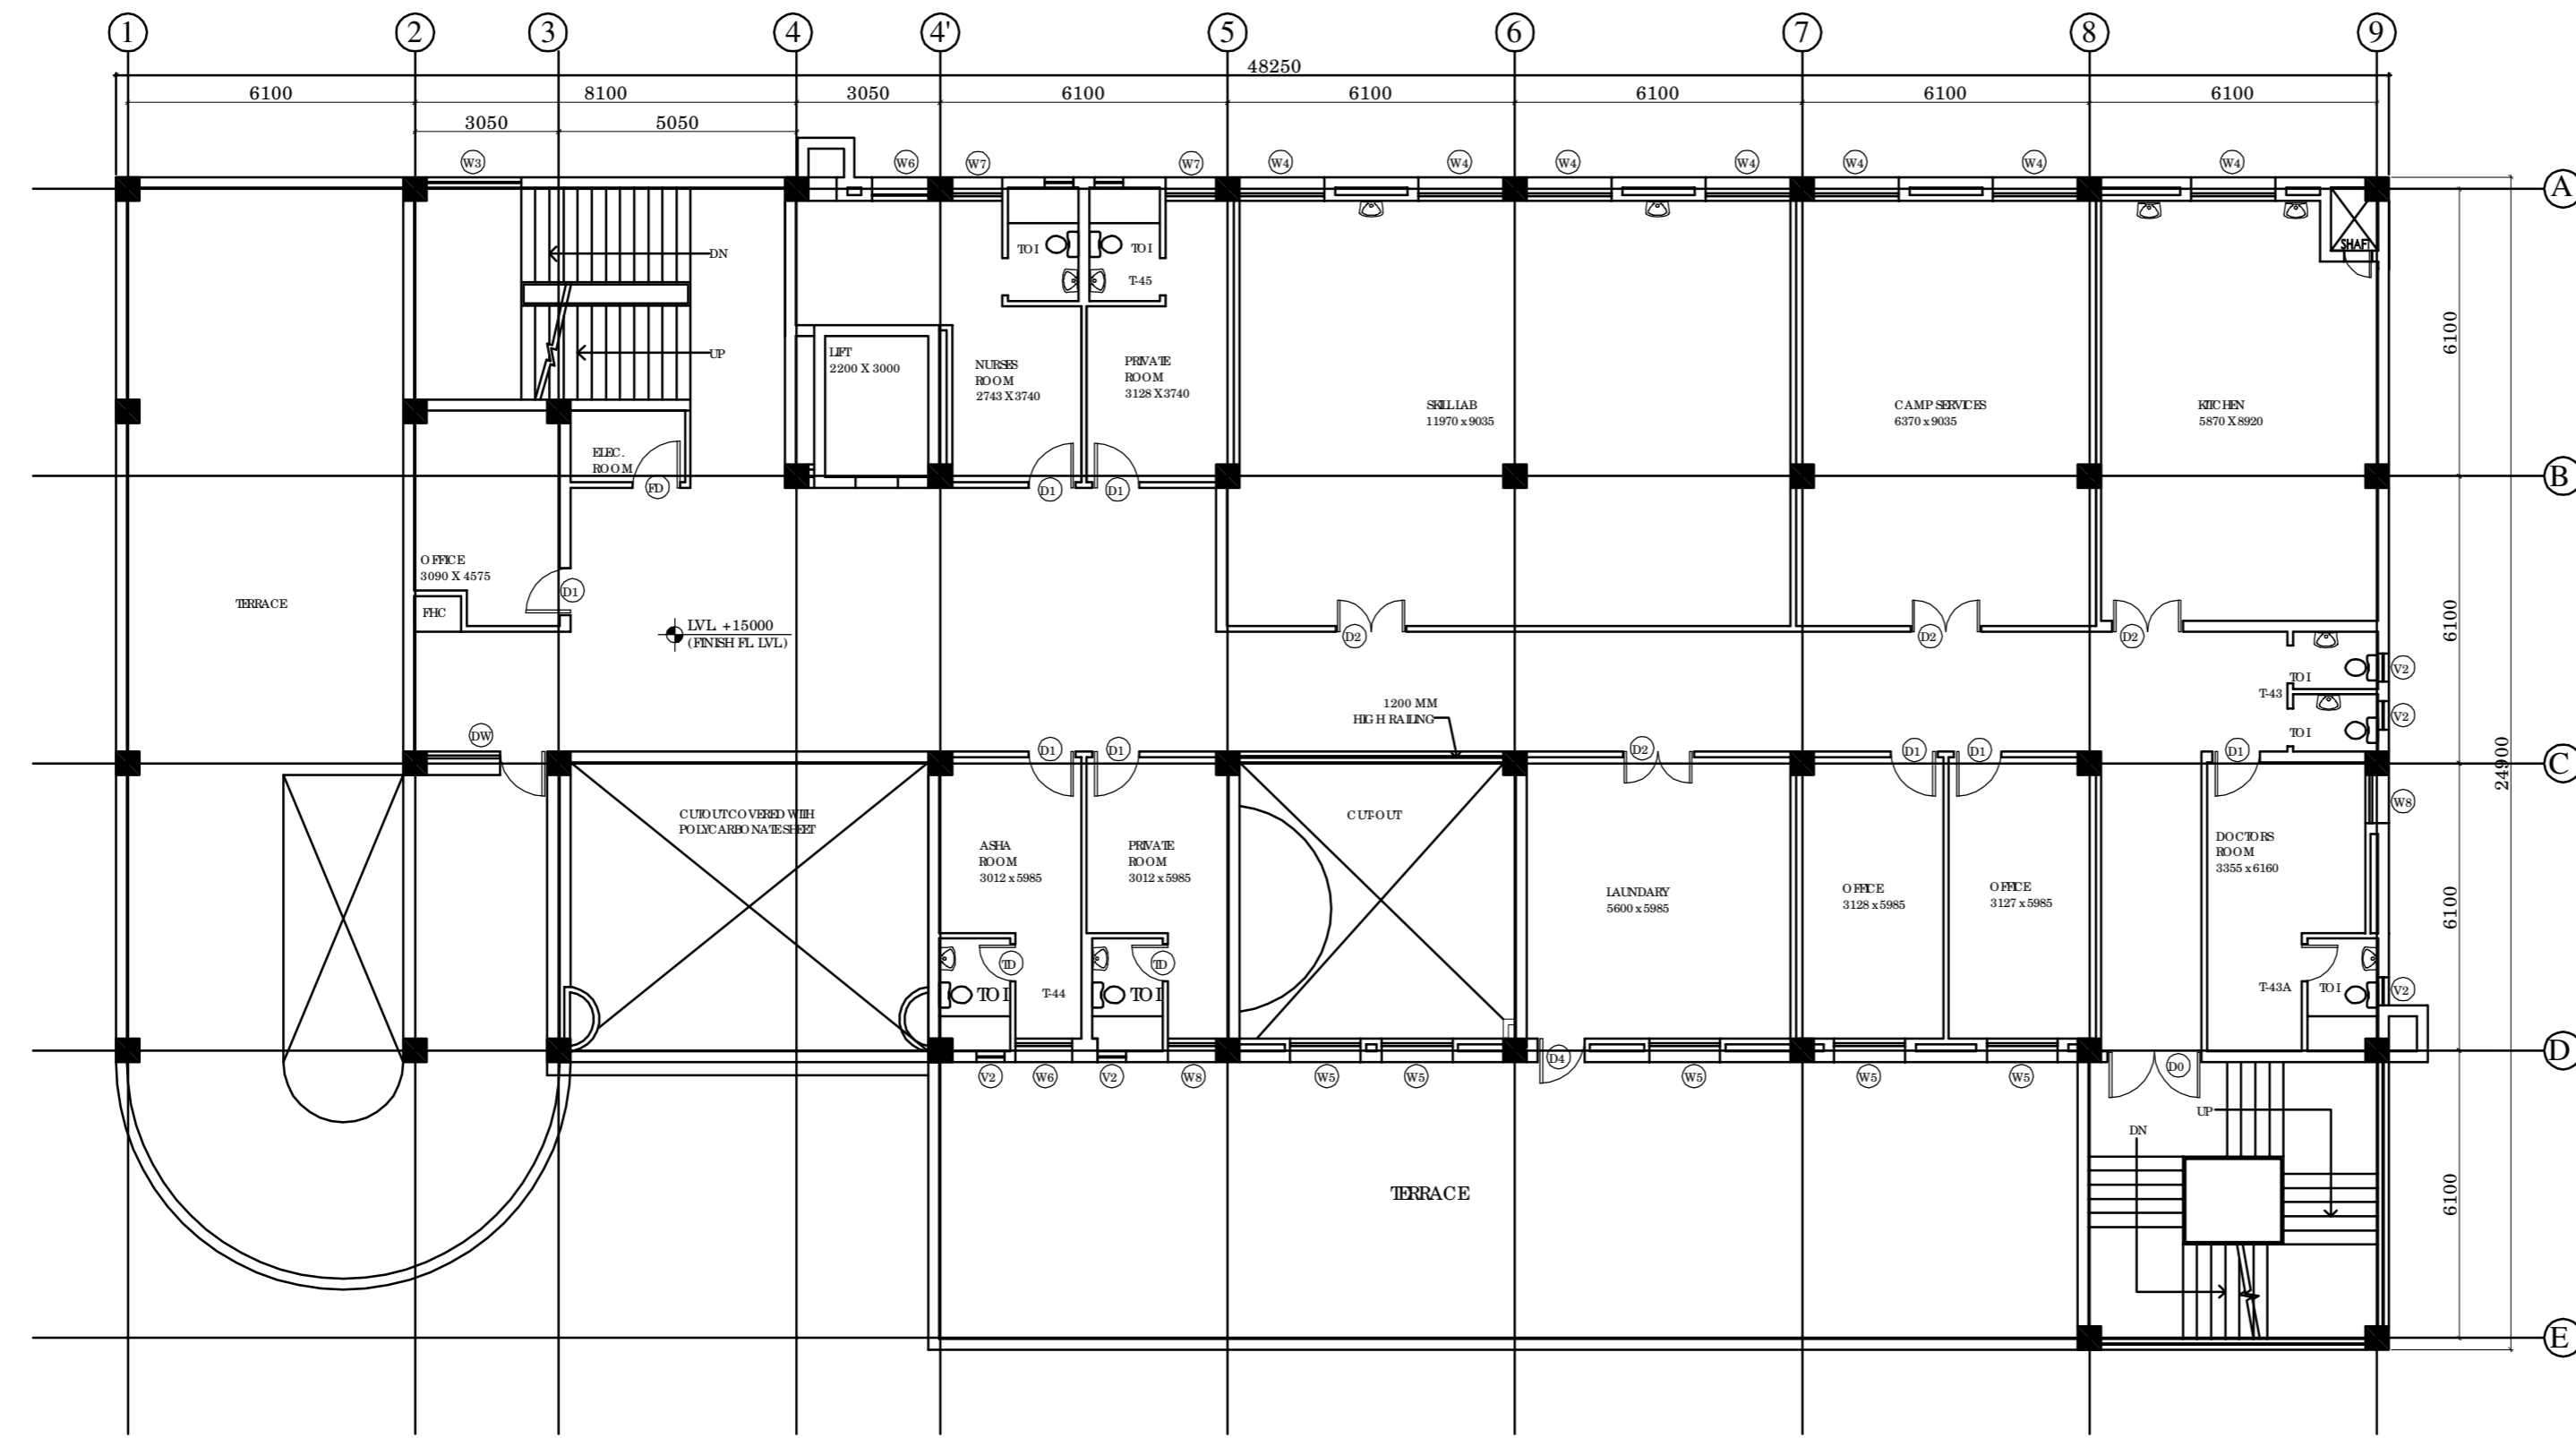 1
2
3
4
4'
5
6
7
8
9
48250
6100
8100
3050
6100
6100
6100
6100
6100
3050
5050
W3
W6
W7
W7
W4
W4
W4
W4
W4
W4
W4
A
DN
TOI
TOI
T-45
SHAFT
UP
LIFT
2200 X 3000
NURSES
ROOM
2743 X3740
PRIVATE
ROOM
3128 X3740
6100
SKILL LAB
11970 x 9035
CAMP SERVICES
6370 x 9035
KITCHEN
5870 X 8920
ELEC.
ROOM
FD
D1
D1
B
OFFICE
3090 X 4575
D1
FHC
TERRACE
LVL +15000
(FINISH FL. LVL)
D2
D2
D2
6100
TOI
V2
T-43
V2
TOI
1200 MM
HIGH RAILING
DW
D1
D1
D2
D1
D1
D1
C
24900
W8
CUTOUT COVERED WITH
POLYCARBONATE SHEET
CUT-OUT
ASHA
ROOM
3012 x 5985
PRIVATE
ROOM
3012 x 5985
LAUNDARY
5600 x 5985
OFFICE
3128 x 5985
OFFICE
3127 x 5985
DOCTORS
ROOM
3355 x 6160
6100
TD
TD
TOI
T-44
TOI
T-43A
TOI
V2
V2
W6
V2
W8
W5
W5
D4
W5
W5
W5
D0
D
UP
DN
TERRACE
6100
E